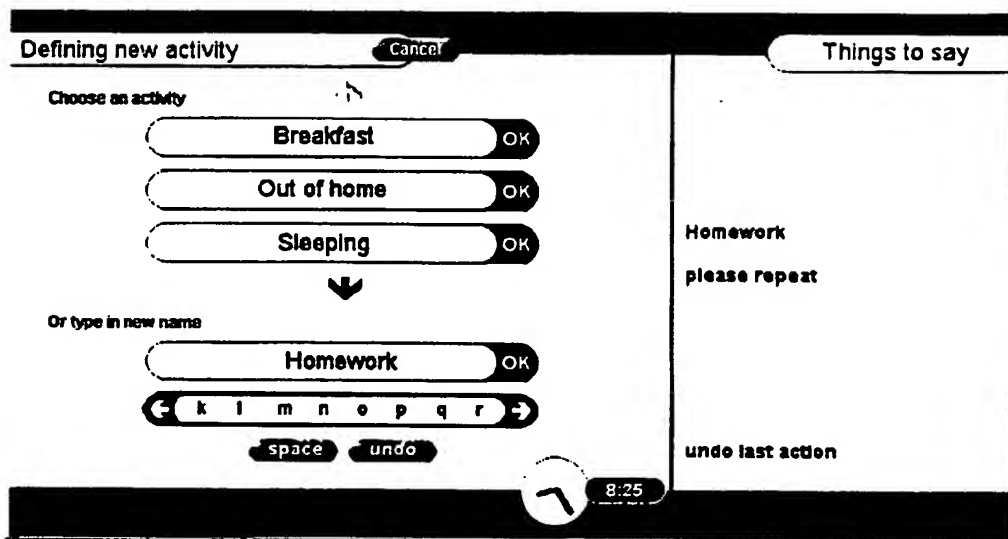 Defining new activity
Cancel
Things to say
Choose an activity
Breakfast OK
Out of home OK
Sleeping OK
Homework
please repeat
Or type in new name
Homework OK
k l m n o p q r
space undo
undo last action
8:25